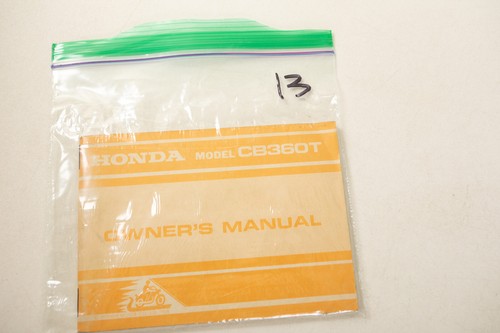 13
HONDA MODEL CB360T
OWNER'S MANUAL